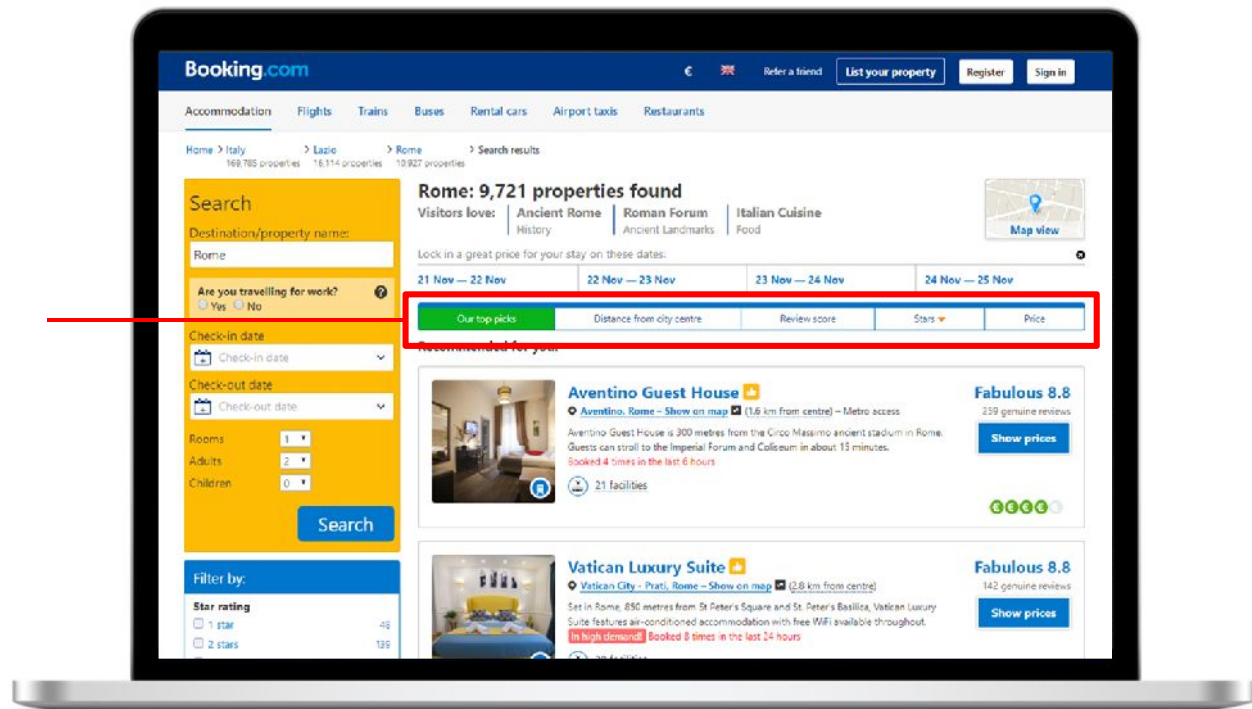 Booking.com
€ Refer a friend List your property Register Sign in
Accommodation Flights Trains Buses Rental cars Airport taxis Restaurants
Home > Italy > Lazio > Rome > Search results
169,785 properties 16,114 properties 10,927 properties
Search
Destination/property name:
Rome
Are you travelling for work?
Yes No
Check-in date
Check-in date
Check-out date
Check-out date
Rooms 1
Adults 2
Children 0
Search
Filter by:
Star rating
1 star 46
2 stars 139
Rome: 9,721 properties found
Visitors love: Ancient Rome Roman Forum Italian Cuisine
History Ancient Landmarks Food
Map view
Lock in a great price for your stay on these dates:
21 Nov — 22 Nov 22 Nov — 23 Nov 23 Nov — 24 Nov 24 Nov — 25 Nov
Our top picks Distance from city centre Review score Stars Price
Recommended for you:
Aventino Guest House
Aventino, Rome – Show on map (1.6 km from centre) – Metro access
Aventino Guest House is 300 metres from the Circo Massimo ancient stadium in Rome.
Guests can stroll to the Imperial Forum and Coliseum in about 15 minutes.
Booked 4 times in the last 6 hours
21 facilities
Fabulous 8.8
259 genuine reviews
Show prices
Vatican Luxury Suite
Vatican City - Prati, Rome – Show on map (2.8 km from centre)
Set in Rome, 850 metres from St Peter's Square and St. Peter's Basilica, Vatican Luxury
Suite features air-conditioned accommodation with free WiFi available throughout.
In high demand! Booked 8 times in the last 24 hours
Fabulous 8.8
142 genuine reviews
Show prices